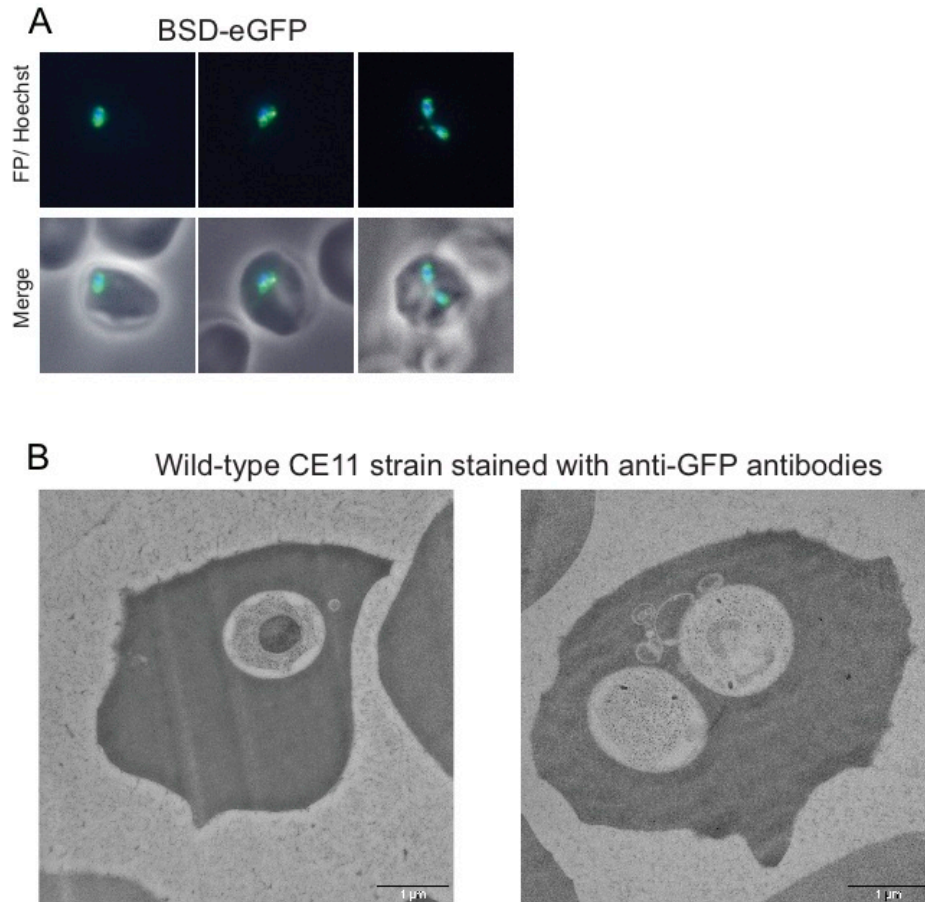 A
BSD-eGFP
FP/ Hoechst
Merge
B
Wild-type CE11 strain stained with anti-GFP antibodies
1 µm
1 µm